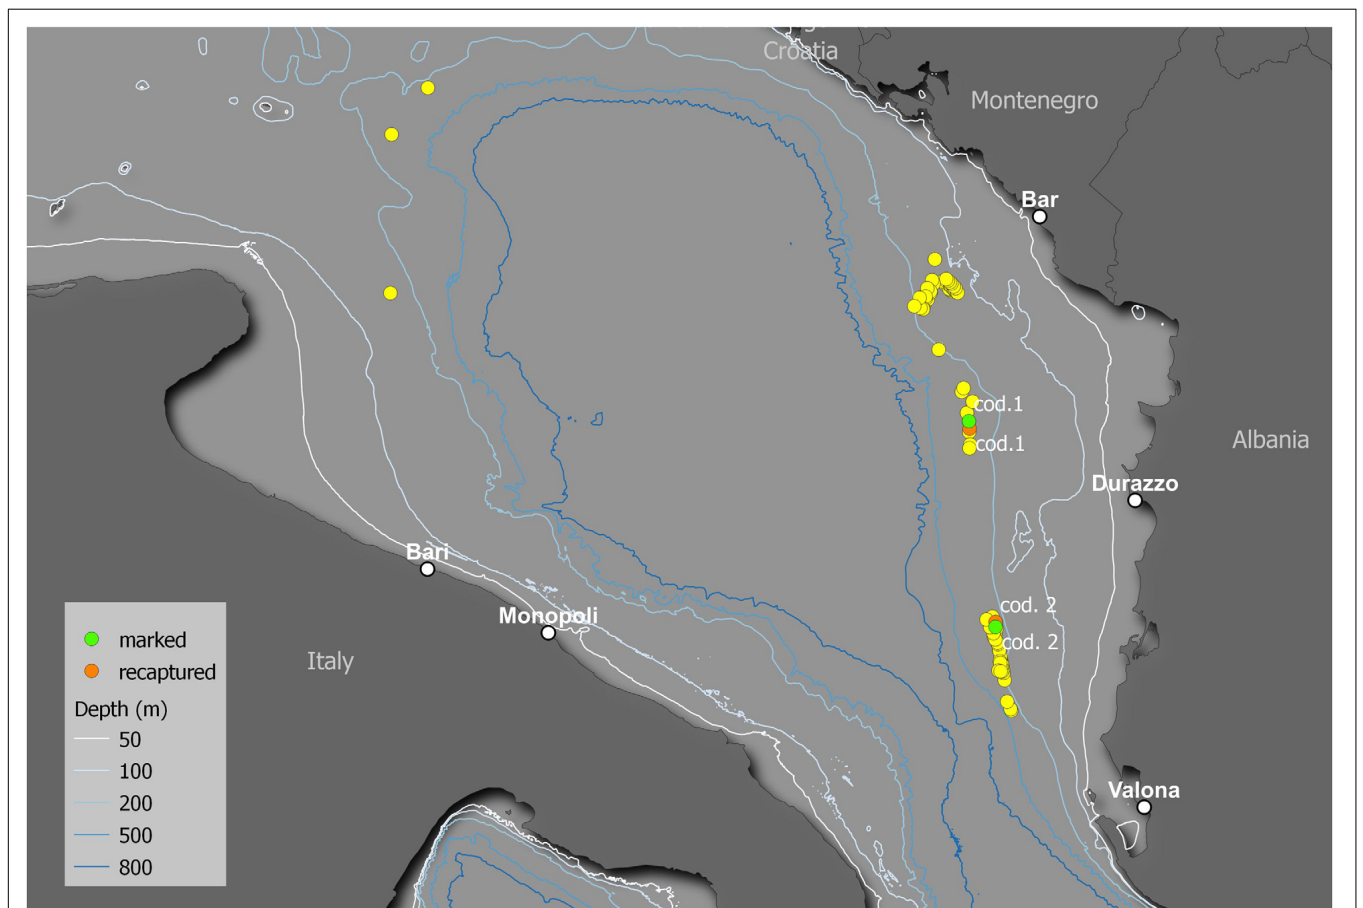 Croatia
Montenegro
Bar
cod.1
cod.1
Albania
Durazzo
Bari
cod. 2
Monopoli
cod. 2
Italy
Valona
marked
recaptured
Depth (m)
50
100
200
500
800